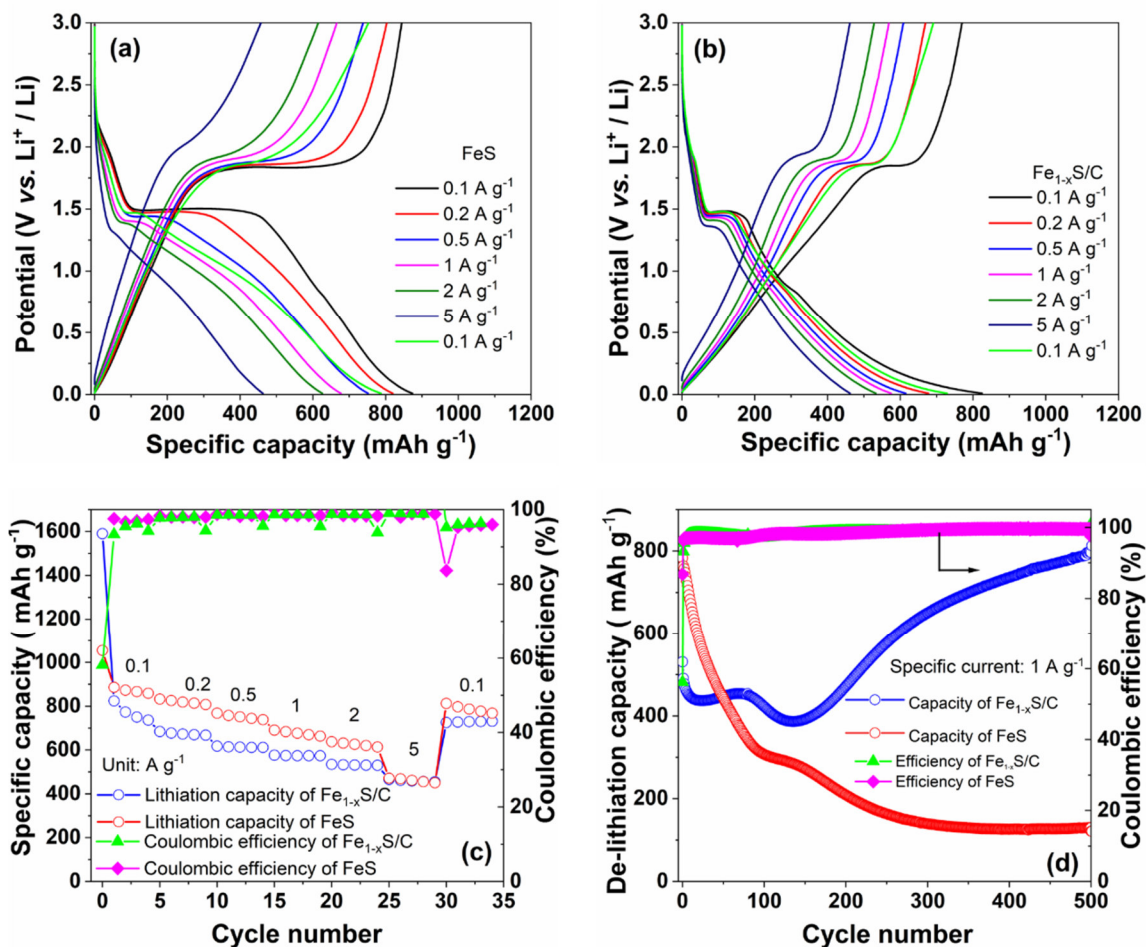 (a)
Potential (V vs. Li⁺ / Li)
3.0
2.5
2.0
1.5
1.0
0.5
0.0
FeS
0.1 A g⁻¹
0.2 A g⁻¹
0.5 A g⁻¹
1 A g⁻¹
2 A g⁻¹
5 A g⁻¹
0.1 A g⁻¹
0 200 400 600 800 1000 1200
Specific capacity (mAh g⁻¹)
(b)
Potential (V vs. Li⁺ / Li)
3.0
2.5
2.0
1.5
1.0
0.5
0.0
Fe₁₋ₓS/C
0.1 A g⁻¹
0.2 A g⁻¹
0.5 A g⁻¹
1 A g⁻¹
2 A g⁻¹
5 A g⁻¹
0.1 A g⁻¹
0 200 400 600 800 1000 1200
Specific capacity (mAh g⁻¹)
Specific capacity ( mAh g⁻¹)
1600
1400
1200
1000
800
600
400
200
0
0.1
0.2
0.5
1
2
5
0.1
Unit: A g⁻¹
Lithiation capacity of Fe₁₋ₓS/C
Lithiation capacity of FeS
Coulombic efficiency of Fe₁₋ₓS/C
Coulombic efficiency of FeS
(c)
100
80
60
40
20
0
Coulombic efficiency (%)
0 5 10 15 20 25 30 35
Cycle number
De-lithiation capacity ( mAh g⁻¹)
800
600
400
200
0
Specific current: 1 A g⁻¹
Capacity of Fe₁₋ₓS/C
Capacity of FeS
Efficiency of Fe₁₋ₓS/C
Efficiency of FeS
(d)
100
80
60
40
20
0
Coulombic efficiency (%)
0 100 200 300 400 500
Cycle number